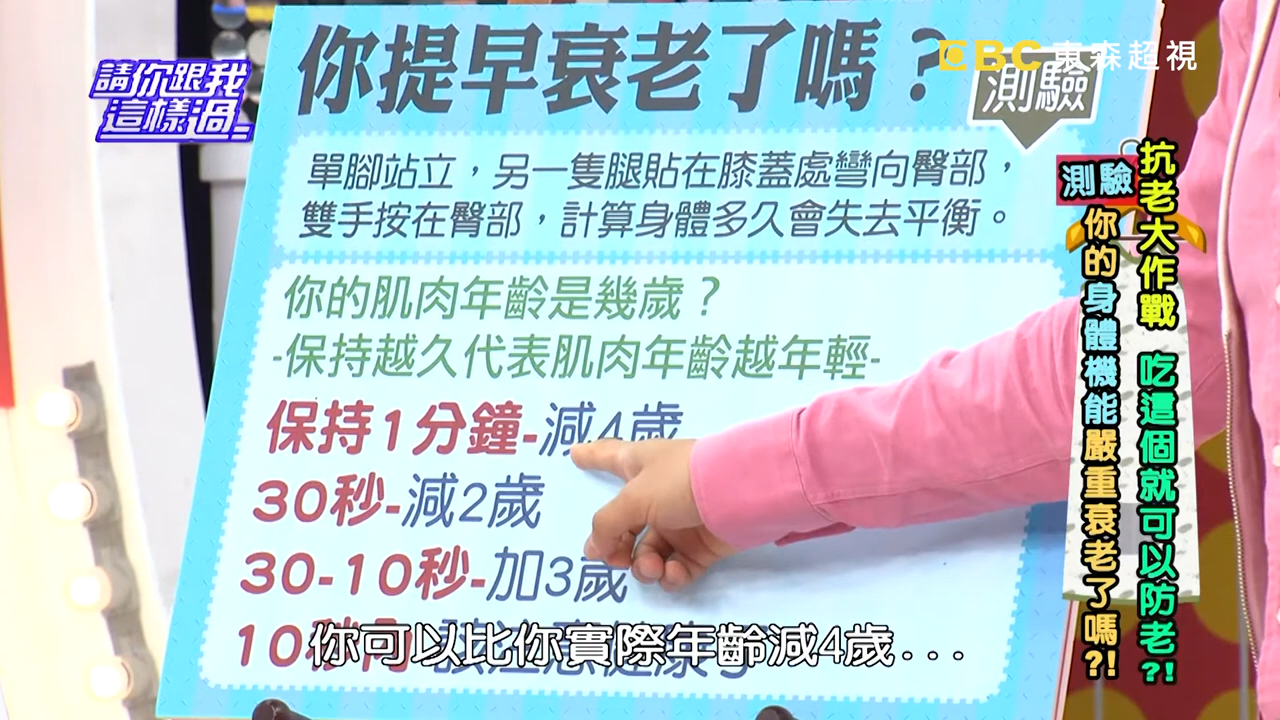 請你跟我
這樣過
EBC 東森超視
你提早衰老了嗎？
測驗
單腳站立，另一隻腿貼在膝蓋處彎向臀部，
雙手按在臀部，計算身體多久會失去平衡。
你的肌肉年齡是幾歲？
-保持越久代表肌肉年齡越年輕-
保持1分鐘-減4歲
30秒-減2歲
30-10秒-加3歲
10秒
你可以比你實際年齡減4歲...
抗老大作戰 吃這個就可以防老?!
測驗
你的身體機能嚴重衰老了嗎?!